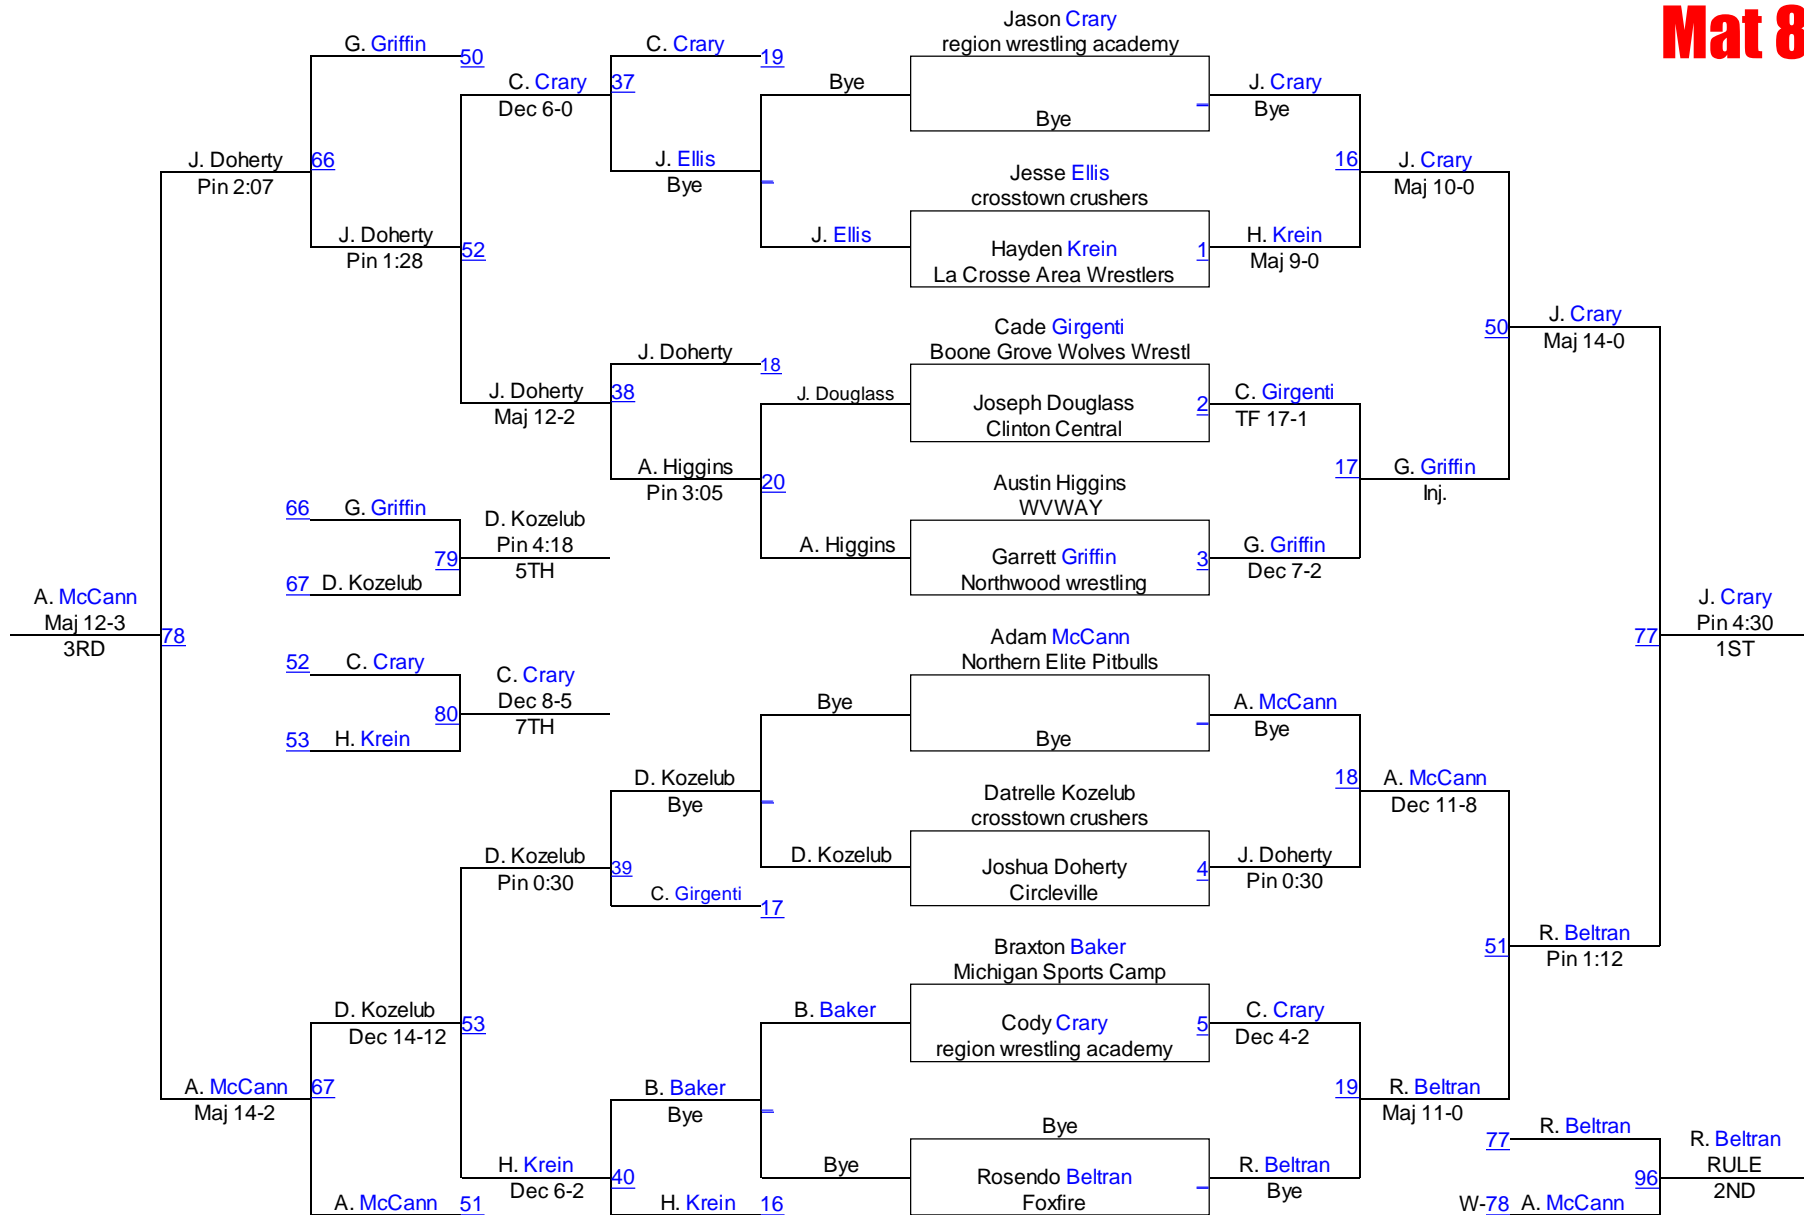 Mat 8
Jason Crary
region wrestling academy
Bye
Jesse Ellis
crosstown crushers
Hayden Krein
La Crosse Area Wrestlers
1
Cade Girgenti
Boone Grove Wolves Wrestl
Joseph Douglass
Clinton Central
2
Austin Higgins
WVWAY
Garrett Griffin
Northwood wrestling
3
Adam McCann
Northern Elite Pitbulls
Bye
Datrelle Kozelub
crosstown crushers
Joshua Doherty
Circleville
4
Braxton Baker
Michigan Sports Camp
Cody Crary
region wrestling academy
5
Bye
Rosendo Beltran
Foxfire
J. Crary
Bye
16
H. Krein
Maj 9-0
C. Girgenti
TF 17-1
17
G. Griffin
Dec 7-2
A. McCann
Bye
18
J. Doherty
Pin 0:30
C. Crary
Dec 4-2
19
R. Beltran
Bye
J. Crary
Maj 10-0
50
G. Griffin
Inj.
A. McCann
Dec 11-8
51
R. Beltran
Maj 11-0
J. Crary
Maj 14-0
77
R. Beltran
Pin 1:12
J. Crary
Pin 4:30
1ST
77 R. Beltran
96
W-78 A. McCann
R. Beltran
RULE
2ND
Bye
J. Ellis
J. Douglass
20
A. Higgins
Bye
D. Kozelub
B. Baker
Bye
C. Crary 19
37
J. Ellis
Bye
J. Doherty 18
38
A. Higgins
Pin 3:05
D. Kozelub
Bye
39
C. Girgenti 17
B. Baker
Bye
40
H. Krein 16
C. Crary
Dec 6-0
52
J. Doherty
Maj 12-2
D. Kozelub
Pin 0:30
53
H. Krein
Dec 6-2
G. Griffin 50
66
J. Doherty
Pin 1:28
D. Kozelub
Dec 14-12
67
A. McCann 51
66 G. Griffin
79
67 D. Kozelub
D. Kozelub
Pin 4:18
5TH
52 C. Crary
80
53 H. Krein
C. Crary
Dec 8-5
7TH
J. Doherty
Pin 2:07
78
A. McCann
Maj 14-2
A. McCann
Maj 12-3
3RD